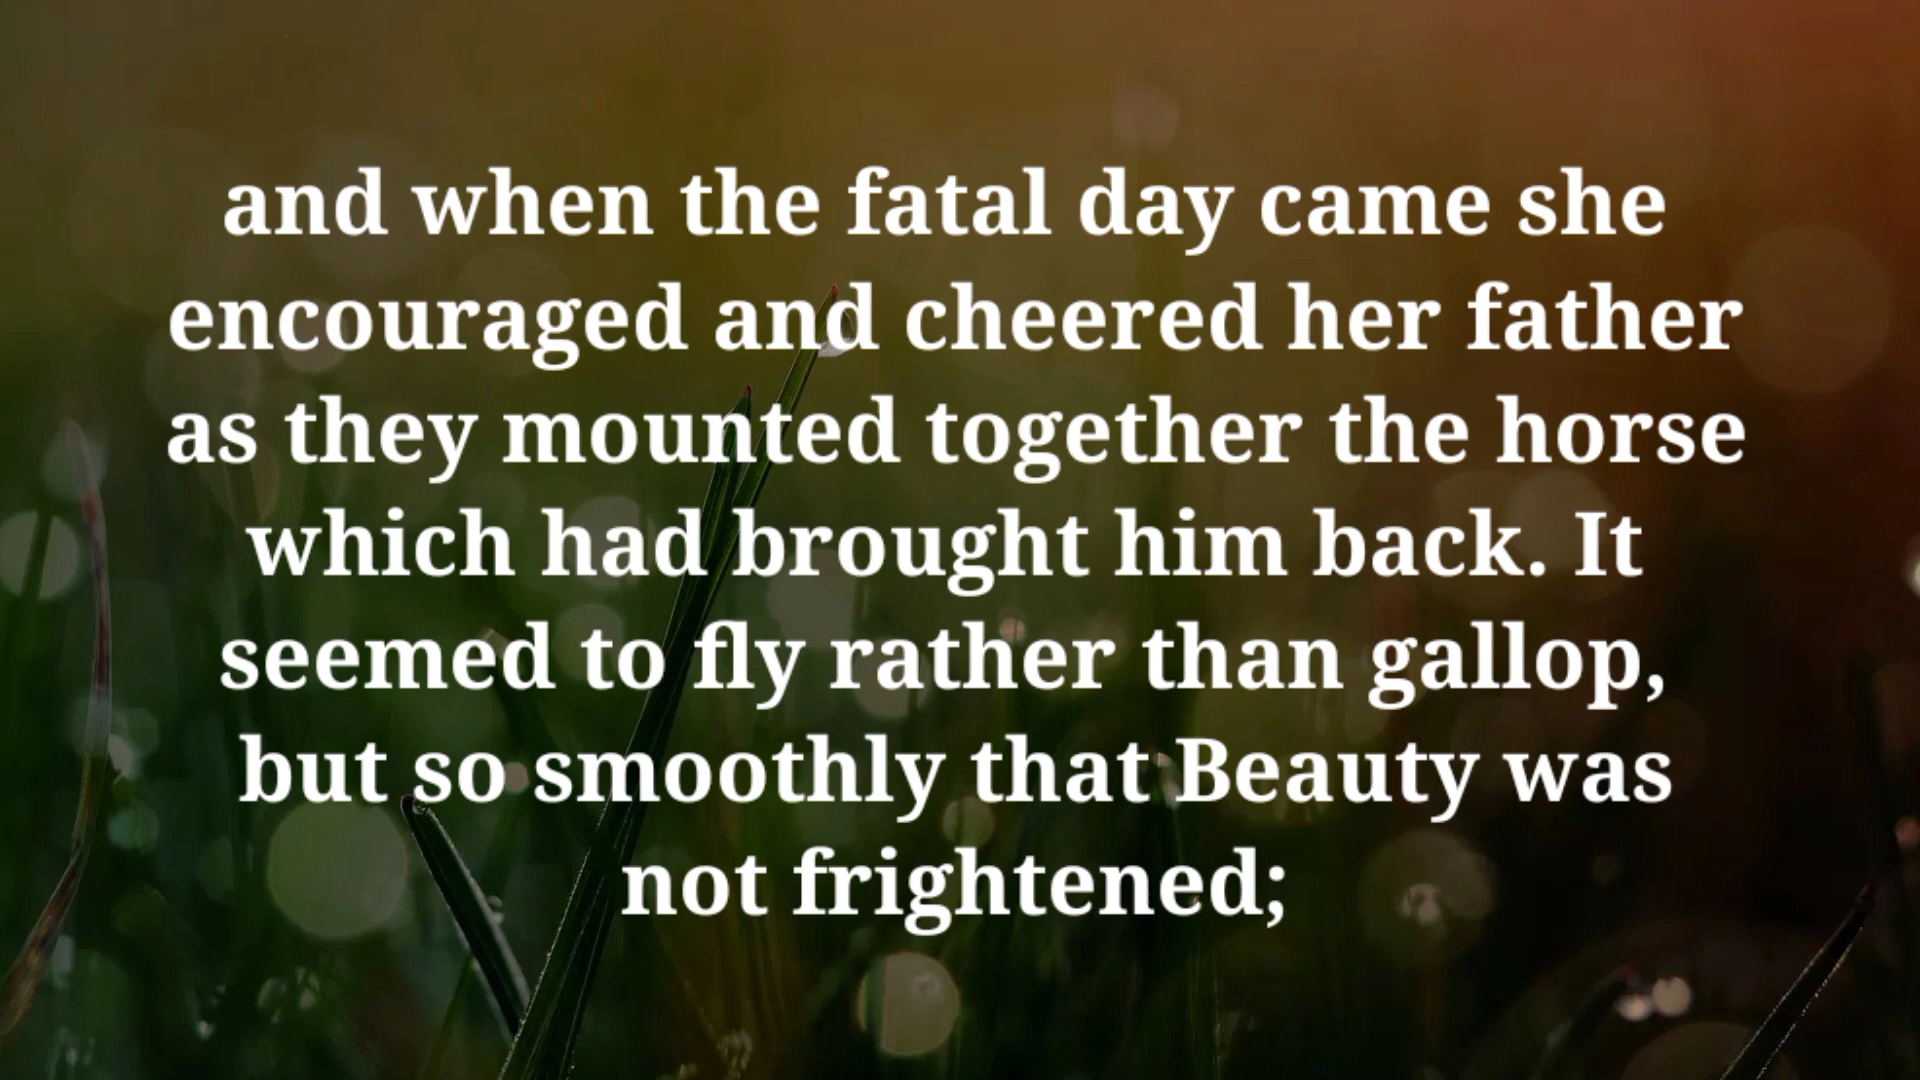 and when the fatal day came she
encouraged and cheered her father
as they mounted together the horse
which had brought him back. It
seemed to fly rather than gallop,
but so smoothly that Beauty was
not frightened;